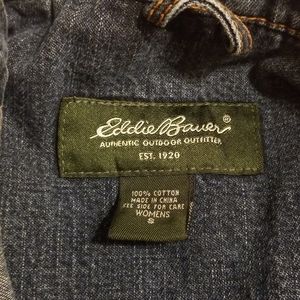 Eddie Bauer®
AUTHENTIC OUTDOOR OUTFITTER
EST. 1920
100% COTTON
MADE IN CHINA
SEE SIDE FOR CARE
WOMENS
S